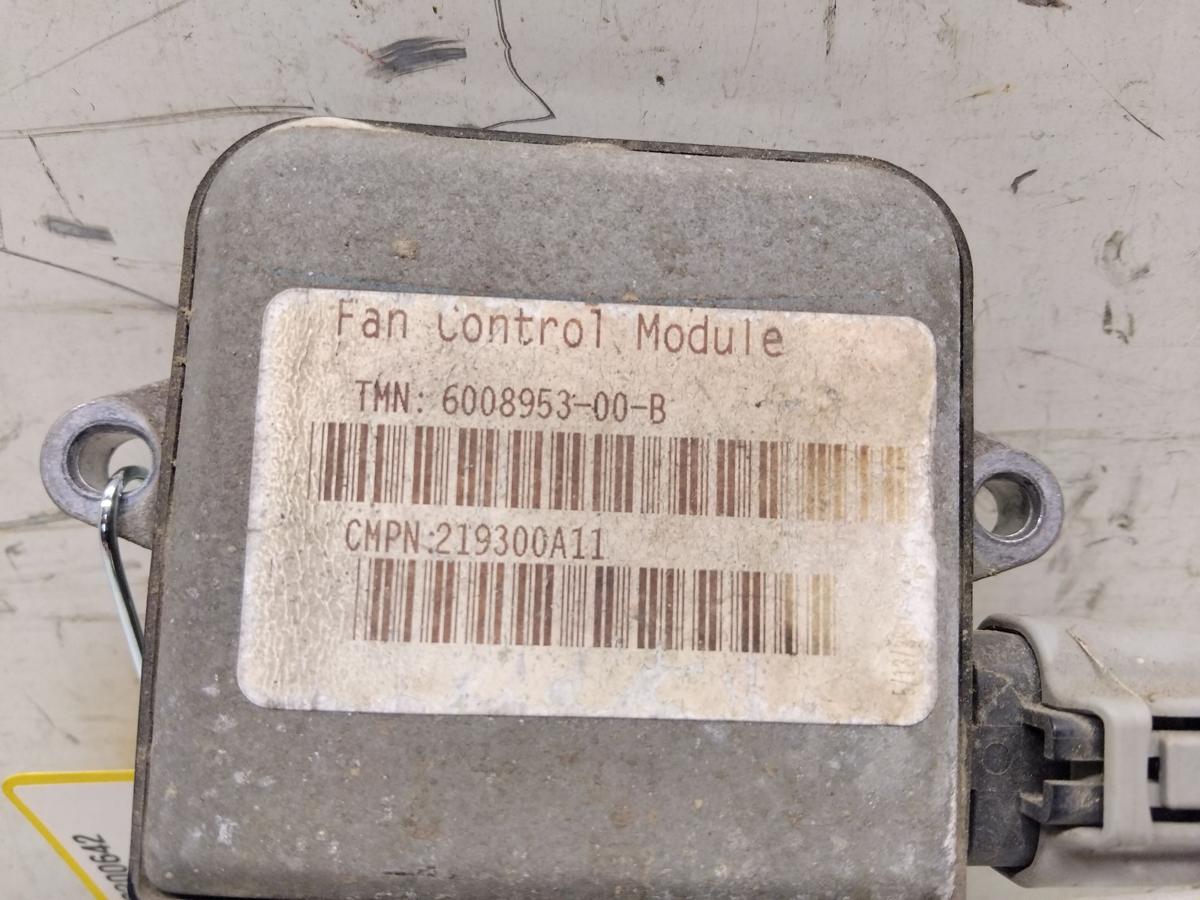 Fan Control Module
TMN: 6008953-00-B
CMPN:219300A11